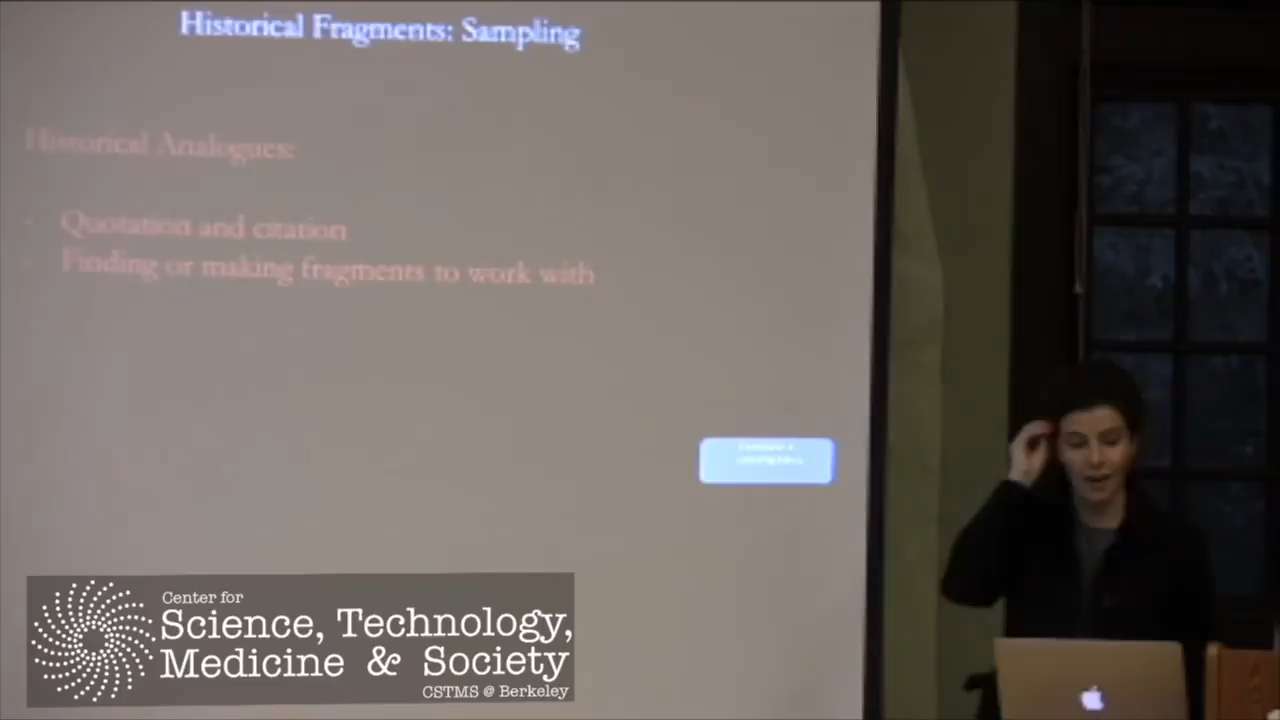 Historical Fragments: Sampling
Historical Analogues:
- Quotation and citation
- Finding or making fragments to work with
Center for
Science, Technology,
Medicine & Society
CSTMS @ Berkeley